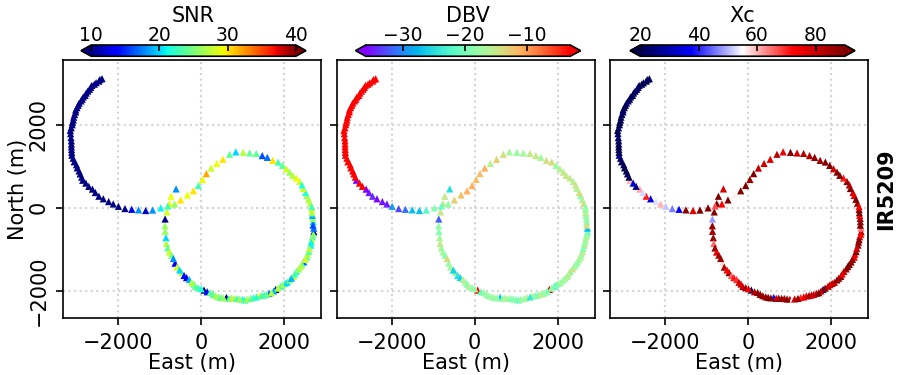 SNR DBV Xc
10 20 30 40 −30 −20 −10 20 40 60 80
2000
0
−2000
North (m)
IR5209
−2000 0 2000 −2000 0 2000 −2000 0 2000
East (m) East (m) East (m)